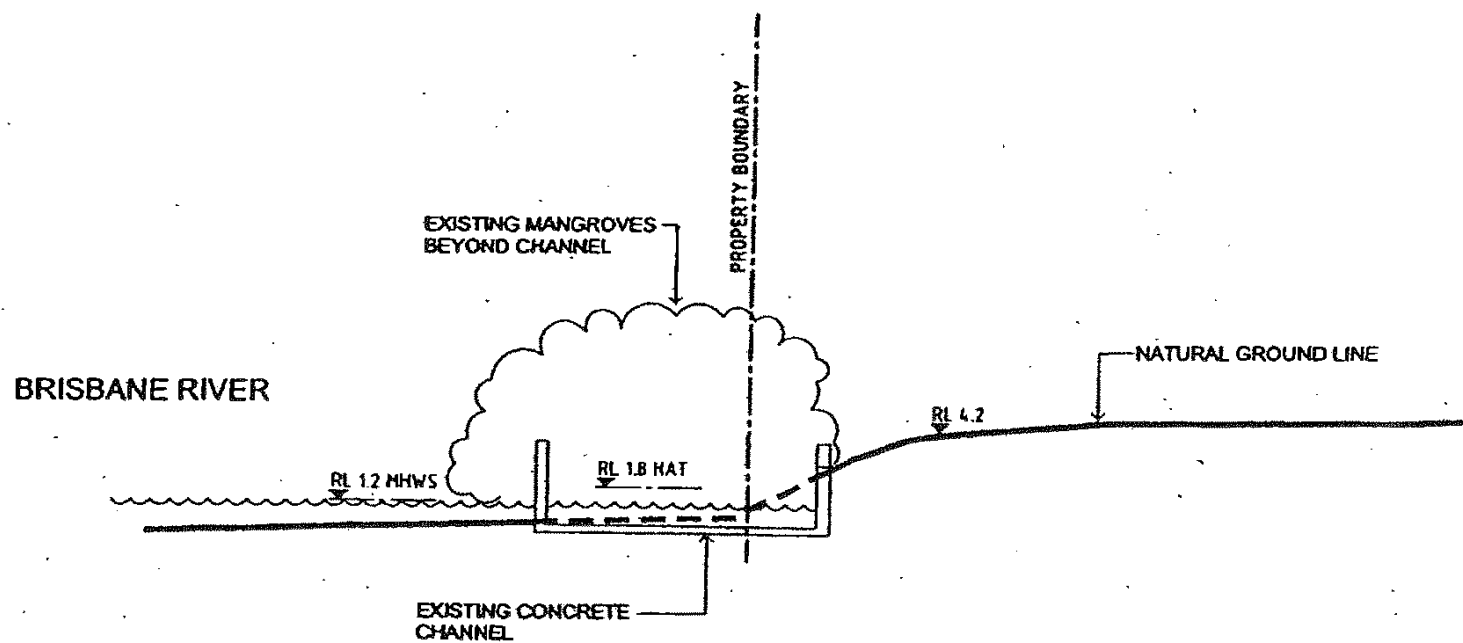 PROPERTY BOUNDARY
EXISTING MANGROVES
BEYOND CHANNEL
NATURAL GROUND LINE
BRISBANE RIVER
RL 4.2
RL 1.8 HAT
RL 1.2 MHWS
EXISTING CONCRETE
CHANNEL